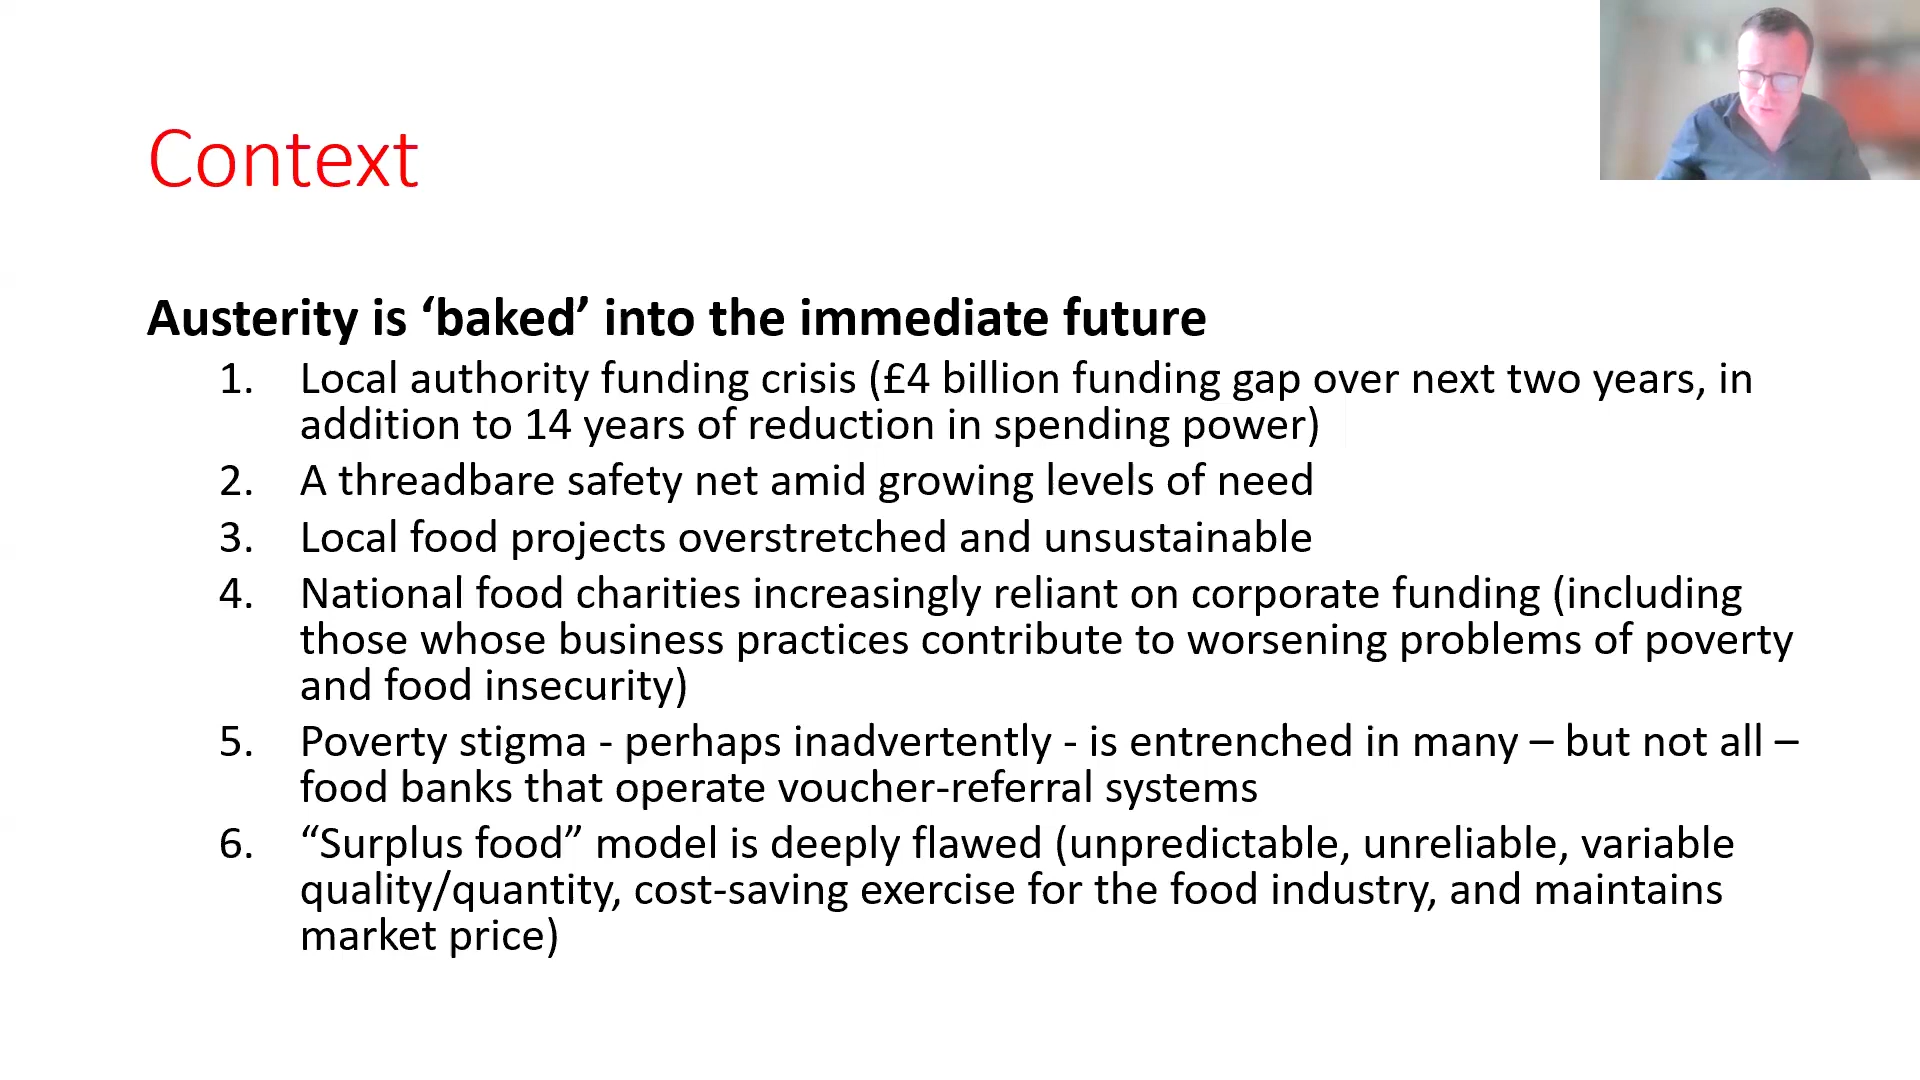 Context
Austerity is ‘baked’ into the immediate future
1. Local authority funding crisis (£4 billion funding gap over next two years, in
addition to 14 years of reduction in spending power)
2. A threadbare safety net amid growing levels of need
3. Local food projects overstretched and unsustainable
4. National food charities increasingly reliant on corporate funding (including
those whose business practices contribute to worsening problems of poverty
and food insecurity)
5. Poverty stigma - perhaps inadvertently - is entrenched in many – but not all –
food banks that operate voucher-referral systems
6. “Surplus food” model is deeply flawed (unpredictable, unreliable, variable
quality/quantity, cost-saving exercise for the food industry, and maintains
market price)